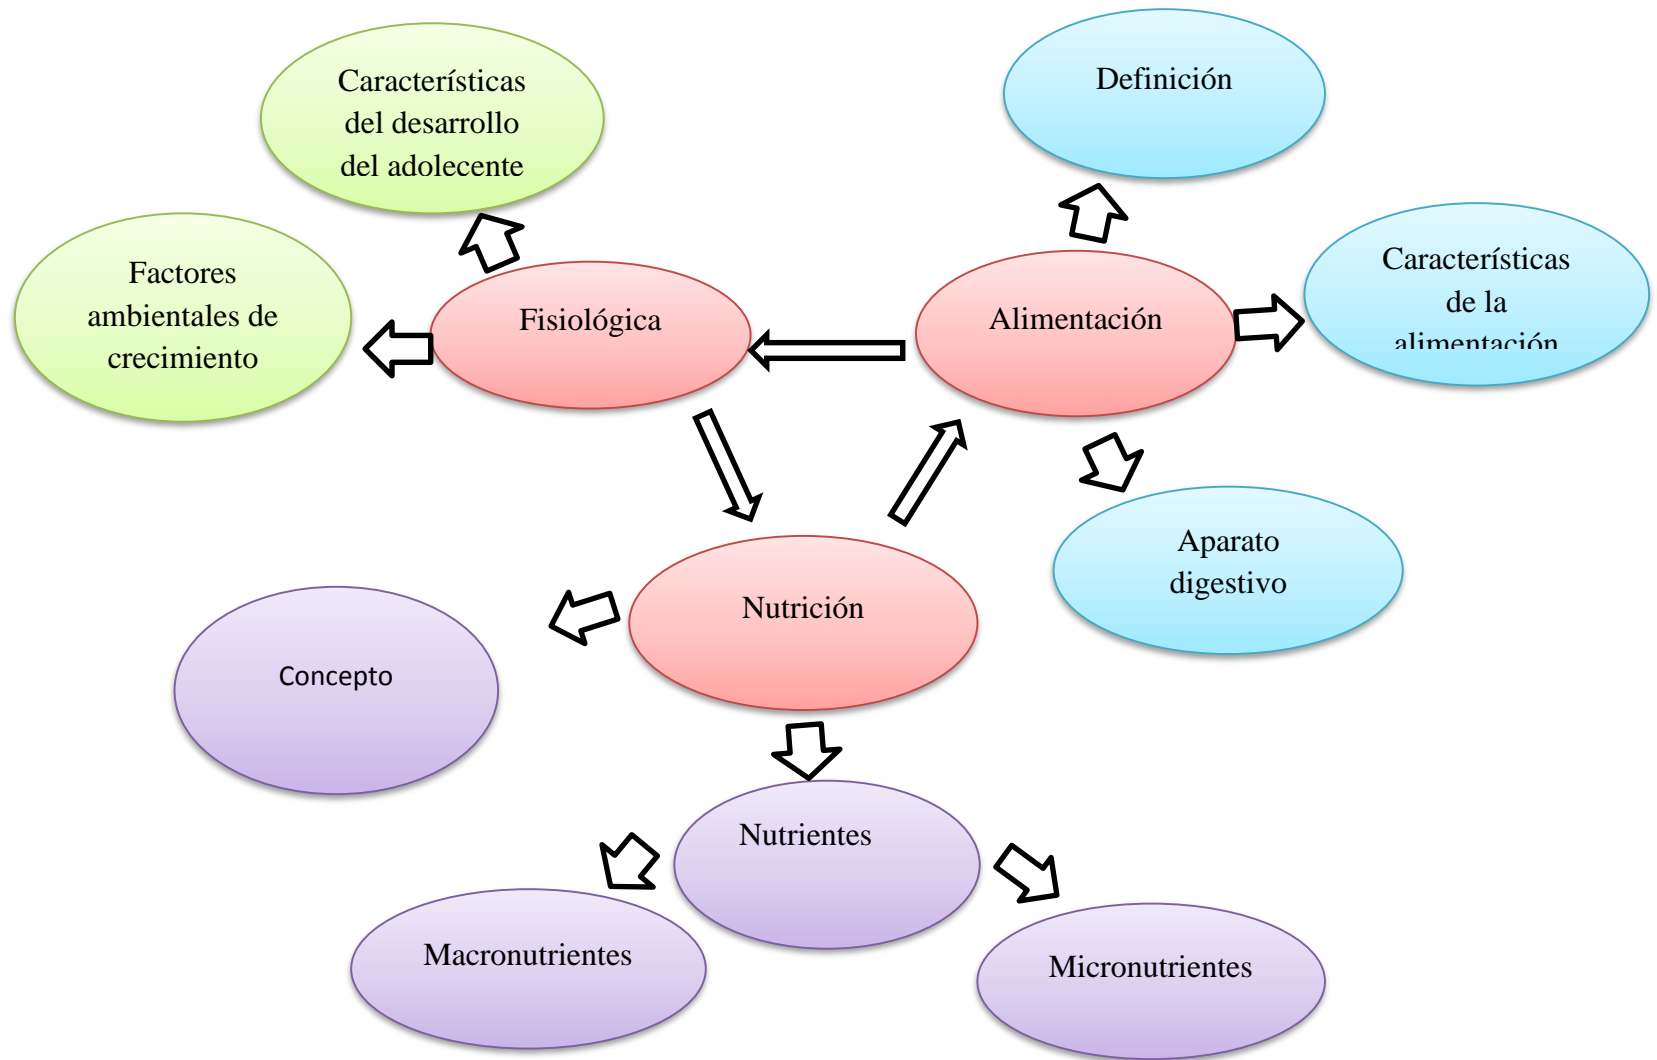 Características
del desarrollo
del adolecente
Definición
Factores
ambientales de
crecimiento
Fisiológica
Alimentación
Características
de la
alimentación
Aparato
digestivo
Nutrición
Concepto
Nutrientes
Macronutrientes
Micronutrientes